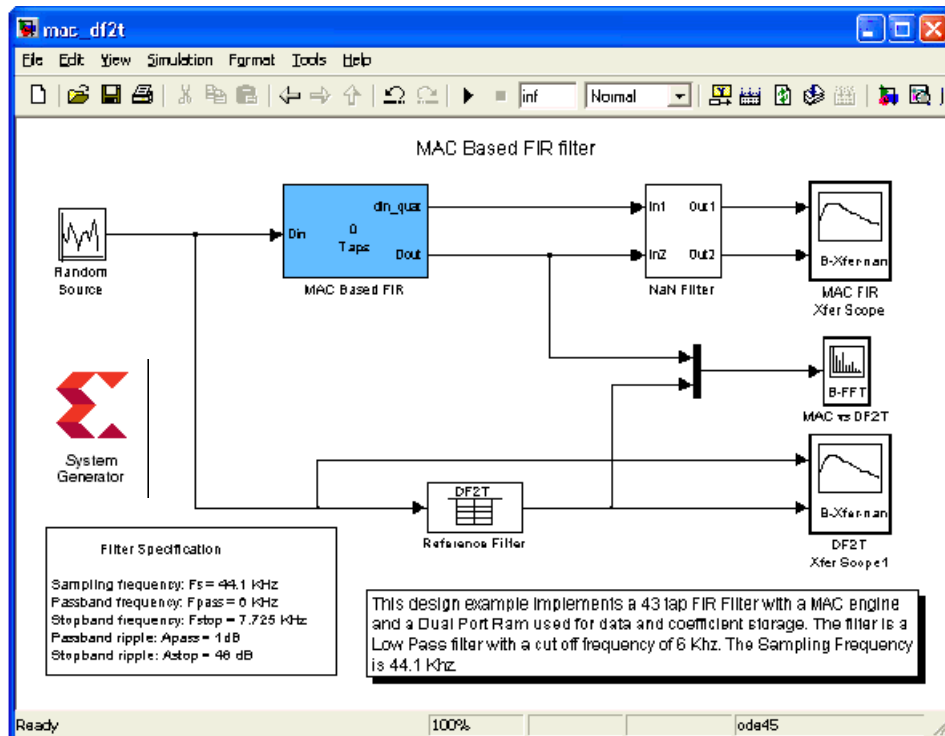 mac_df2t
File Edit View Simulation Format Tools Help
inf Normal
MAC Based FIR filter
Din
din_quat
0
Taps
Dout
MAC Based FIR
In1 Out1
In2 Out2
NaN Filter
B-Xfer-nan
MAC FIR
Xfer Scope
Random
Source
B-FFT
MAC vs DF2T
System
Generator
DF2T
Reference Filter
B-Xfer-nan
DF2T
Xfer Scope1
Filter Specification
Sampling frequency: Fs = 44.1 KHz
Passband frequency: Fpass = 6 KHz
Stopband frequency: Fstop = 7.725 KHz
Passband ripple: Apass = 1dB
Stopband ripple: Astop = 46 dB
This design example implements a 43 tap FIR Filter with a MAC engine
and a Dual Port Ram used for data and coefficient storage. The filter is a
Low Pass filter with a cut off frequency of 6 Khz. The Sampling Frequency
is 44.1 Khz.
Ready 100% ode45